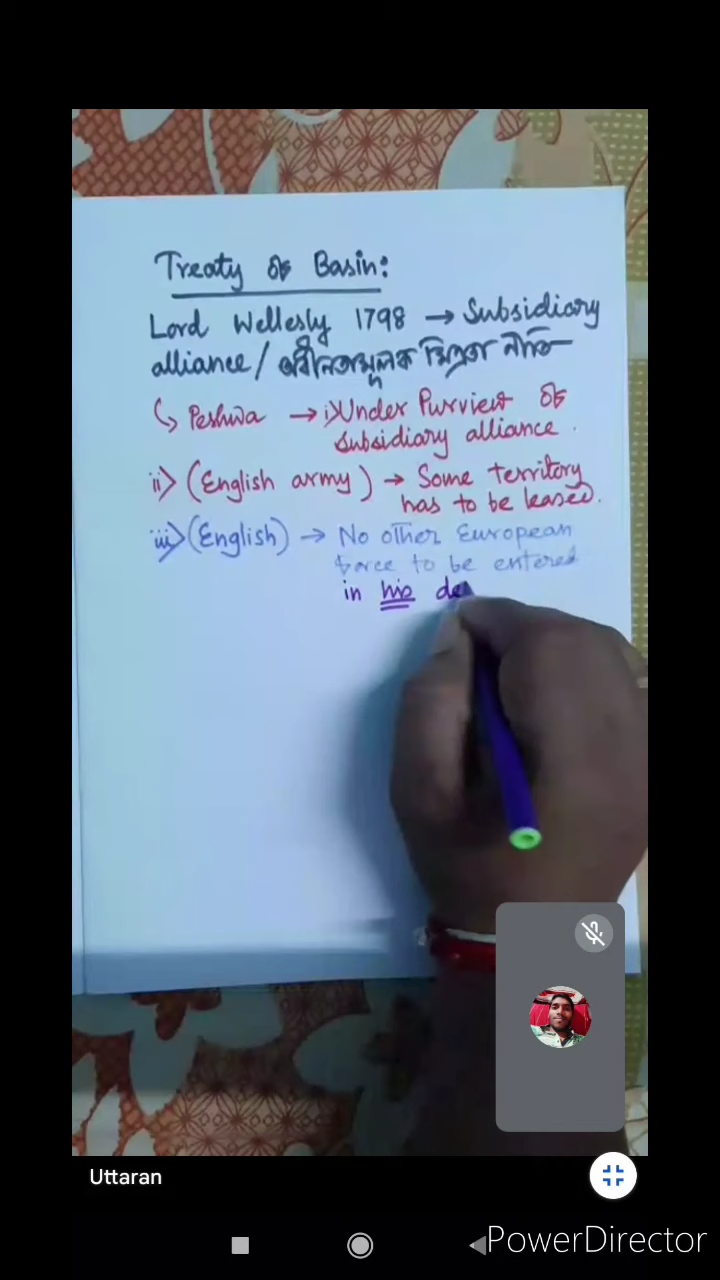 Treaty of Basin:
Lord Wellesly 1798 → Subsidiary
alliance / অধীনতামূলক মিত্রতা নীতি
↳ Peshwa → i) Under Purview of
Subsidiary alliance.
ii) (English army) → Some territory
has to be leased.
iii) (English) → No other European
force to be entered
in his de
Uttaran
PowerDirector